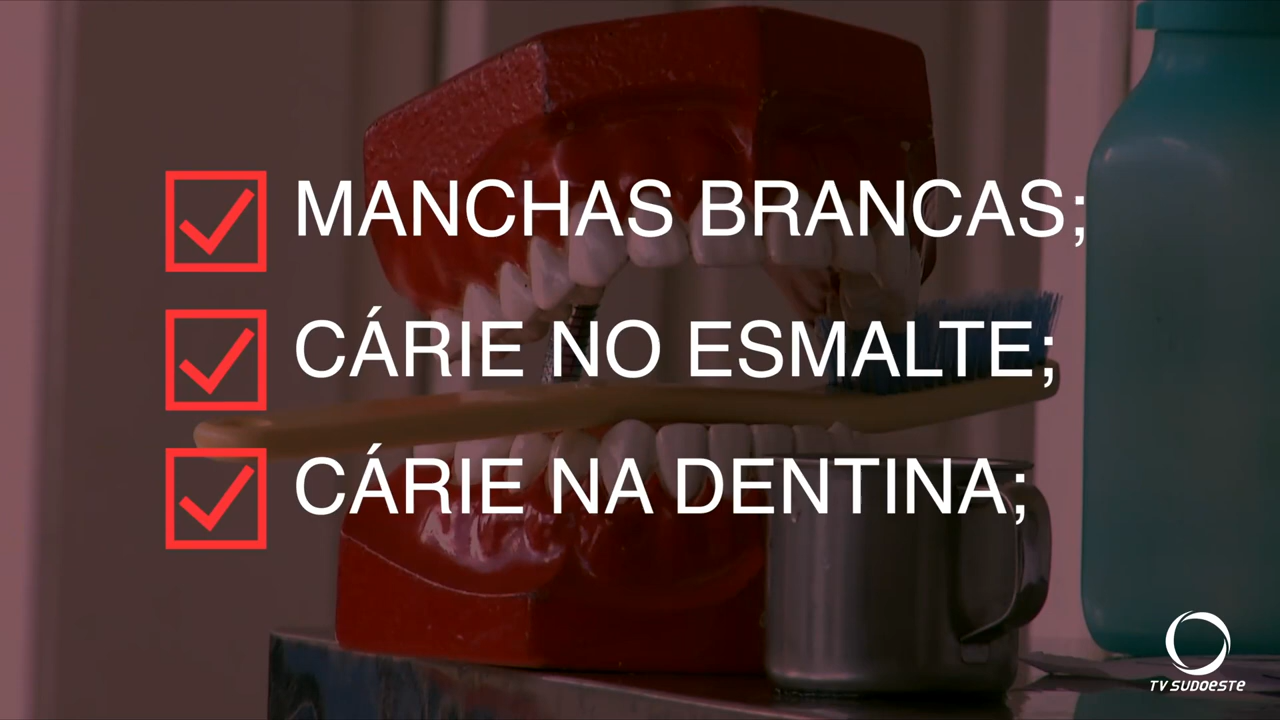 MANCHAS BRANCAS;
CÁRIE NO ESMALTE;
CÁRIE NA DENTINA;
TV SUDOESTE